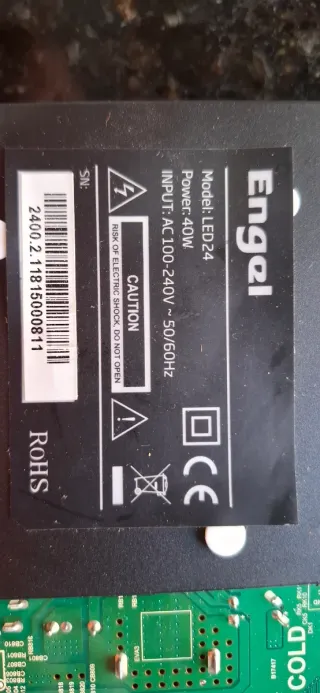 Engel
Model: LED24
Power: 40W
INPUT: AC 100-240V ~ 50/60Hz
CE
CAUTION
RISK OF ELECTRIC SHOCK, DO NOT OPEN
SN:
2400.2.11815000811
RoHS
COLD